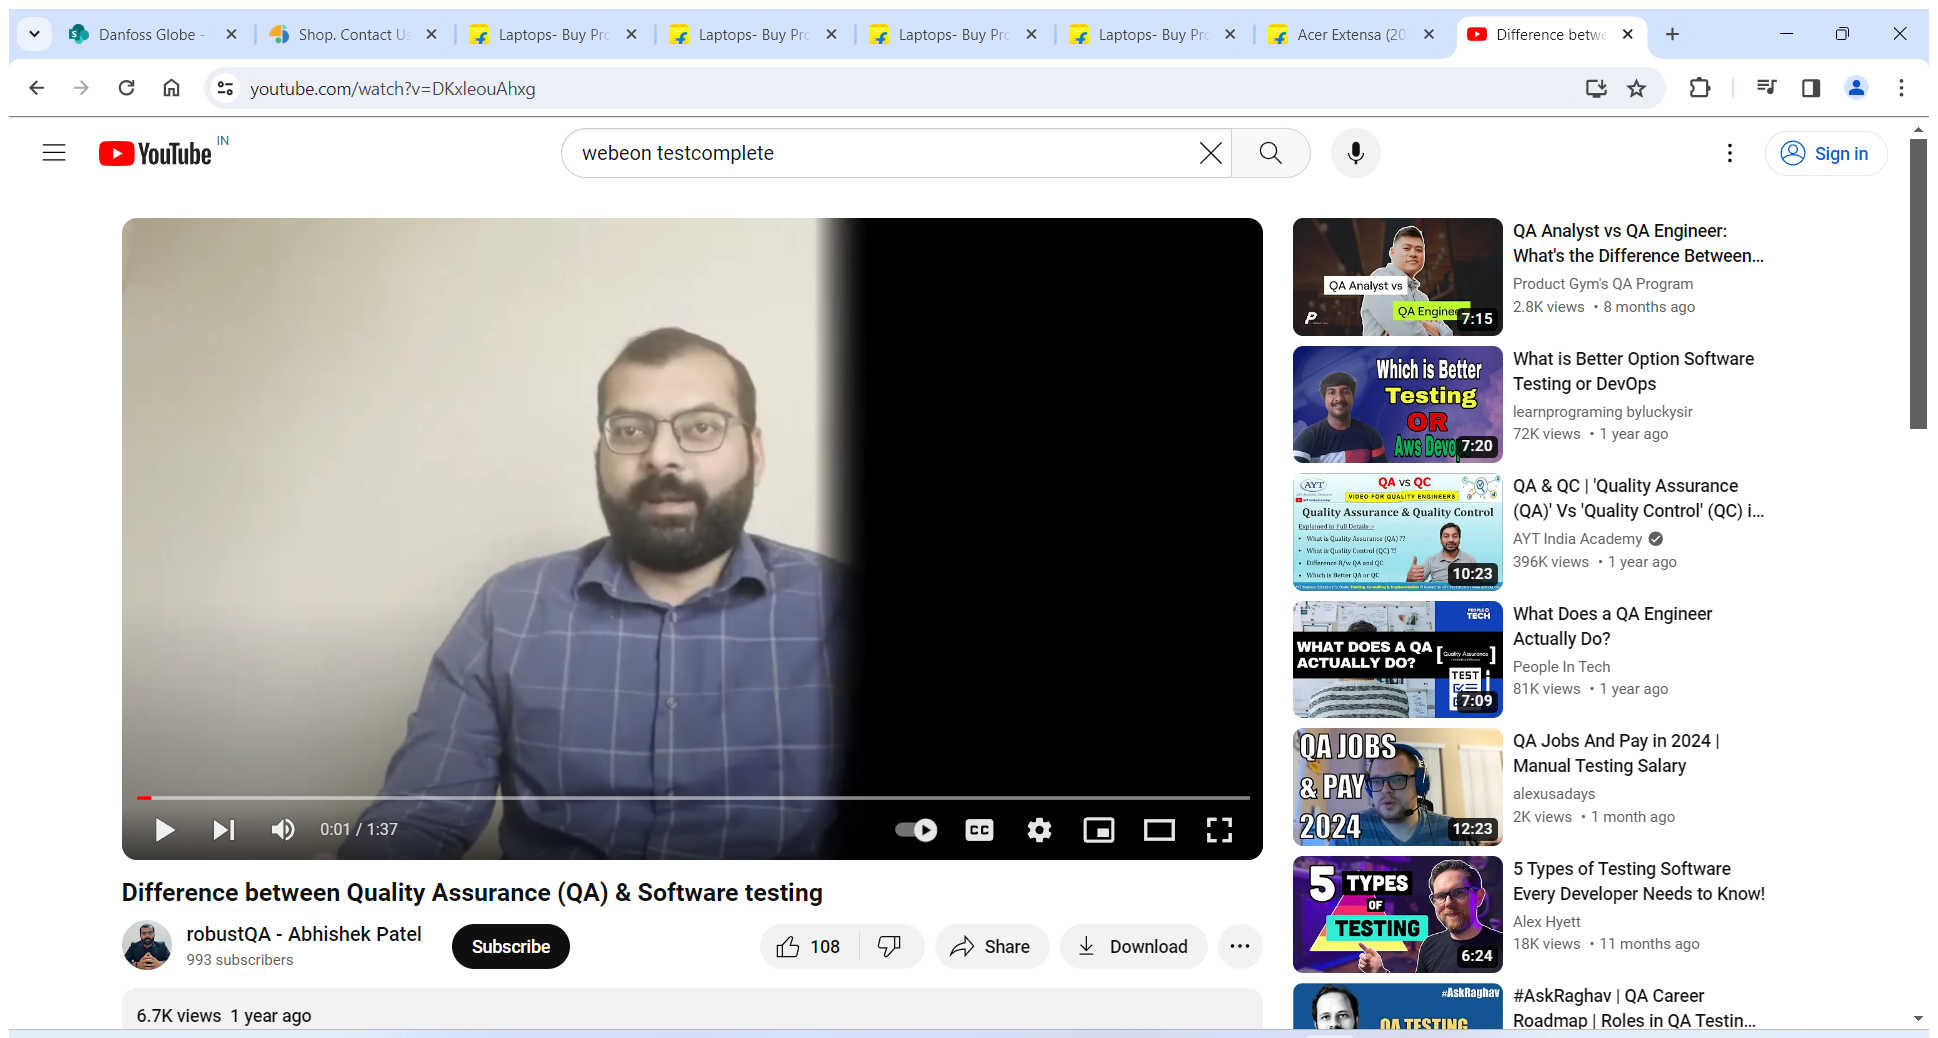 Danfoss Globe -
Shop. Contact Us
Laptops- Buy Pro
Laptops- Buy Pro
Laptops- Buy Pro
Laptops- Buy Pro
Acer Extensa (20
Difference betwe
youtube.com/watch?v=DKxleouAhxg
YouTube IN
webeon testcomplete
Sign in
0:01 / 1:37
CC
Difference between Quality Assurance (QA) & Software testing
robustQA - Abhishek Patel
993 subscribers
Subscribe
108
Share
Download
6.7K views 1 year ago
QA Analyst vs
QA Enginee
7:15
QA Analyst vs QA Engineer:
What's the Difference Between...
Product Gym's QA Program
2.8K views • 8 months ago
Which is Better
Testing
OR
Aws Devop
7:20
What is Better Option Software
Testing or DevOps
learnprograming byluckysir
72K views • 1 year ago
AYT
QA vs QC
VIDEO FOR QUALITY ENGINEERS
Quality Assurance & Quality Control
Explained in Full Details :-
• What is Quality Assurance (QA) ??
• What is Quality Control (QC) ??
• Difference B/w QA and QC
• Which is Better QA or QC
10:23
QA & QC | 'Quality Assurance
(QA)' Vs 'Quality Control' (QC) i...
AYT India Academy
396K views • 1 year ago
PEOPLE
TECH
WHAT DOES A QA
ACTUALLY DO?
[Quality Assurance]
TEST
7:09
What Does a QA Engineer
Actually Do?
People In Tech
81K views • 1 year ago
QA JOBS
& PAY
2024
12:23
QA Jobs And Pay in 2024 |
Manual Testing Salary
alexusadays
2K views • 1 month ago
5 TYPES
OF
TESTING
6:24
5 Types of Testing Software
Every Developer Needs to Know!
Alex Hyett
18K views • 11 months ago
#AskRaghav
QA TESTING
#AskRaghav | QA Career
Roadmap | Roles in QA Testin...